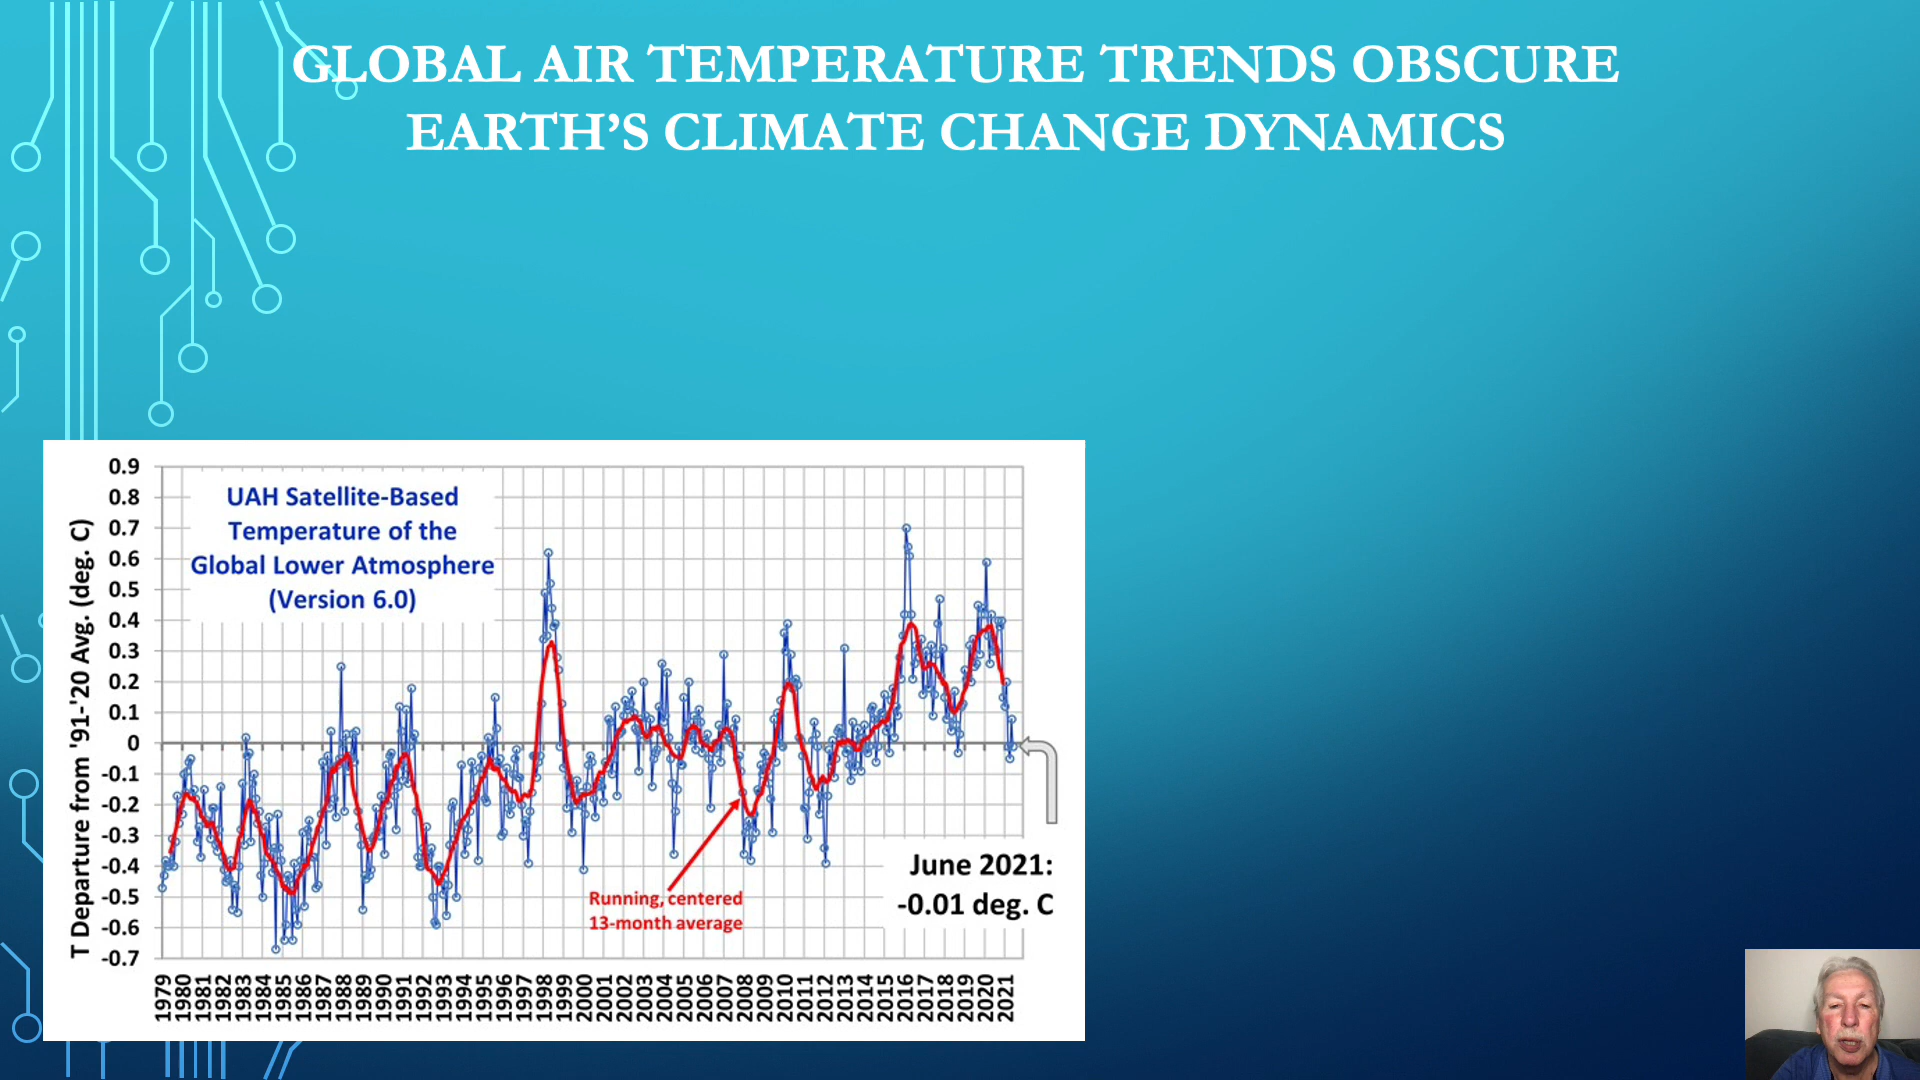 GLOBAL AIR TEMPERATURE TRENDS OBSCURE
EARTH’S CLIMATE CHANGE DYNAMICS
UAH Satellite-Based
Temperature of the
Global Lower Atmosphere
(Version 6.0)
T Departure from '91-'20 Avg. (deg. C)
0.9
0.8
0.7
0.6
0.5
0.4
0.3
0.2
0.1
0
-0.1
-0.2
-0.3
-0.4
-0.5
-0.6
-0.7
Running, centered
13-month average
June 2021:
-0.01 deg. C
1979 1980 1981 1982 1983 1984 1985 1986 1987 1988 1989 1990 1991 1992 1993 1994 1995 1996 1997 1998 1999 2000 2001 2002 2003 2004 2005 2006 2007 2008 2009 2010 2011 2012 2013 2014 2015 2016 2017 2018 2019 2020 2021